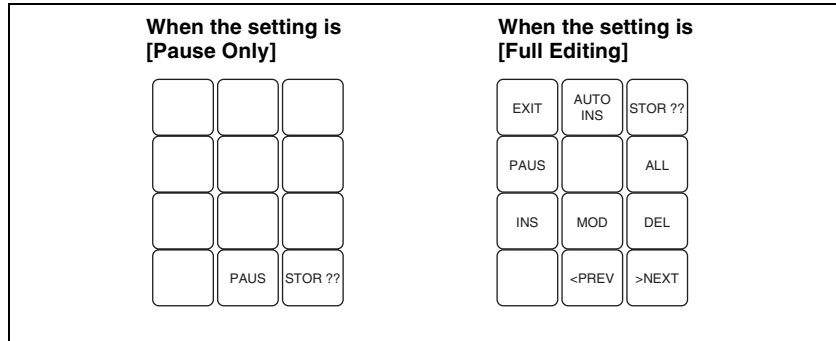 When the setting is
[Pause Only]
PAUS STOR ??
When the setting is
[Full Editing]
EXIT AUTO INS STOR ??
PAUS ALL
INS MOD DEL
<PREV >NEXT